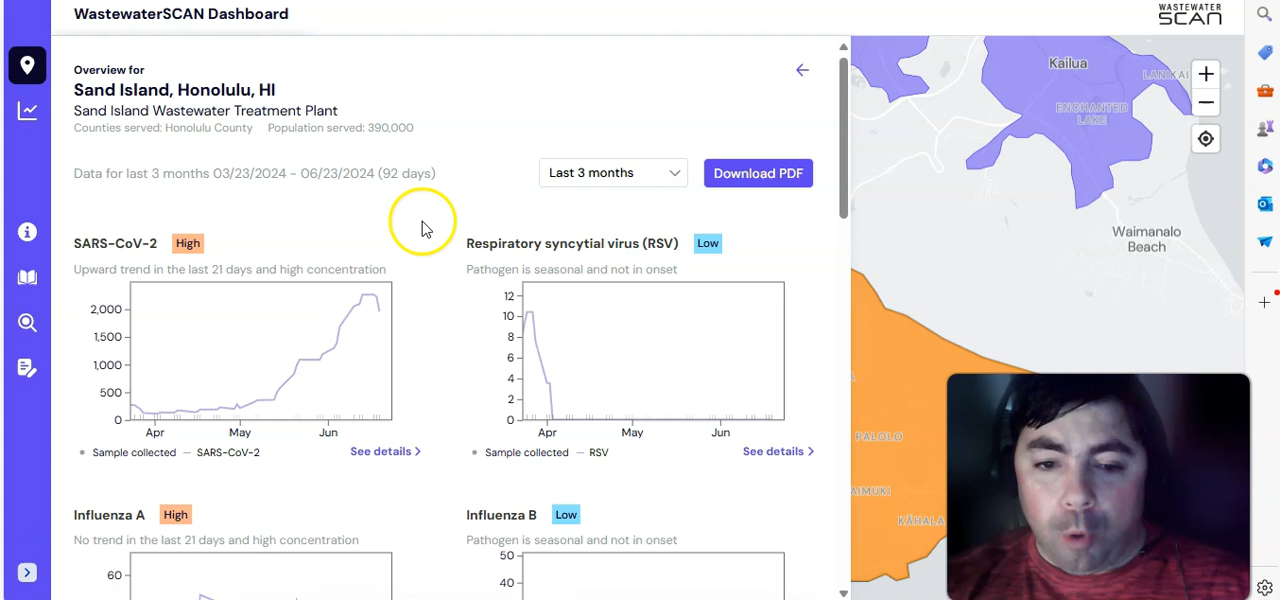 WastewaterSCAN Dashboard
WASTEWATER
SCAN
Overview for
Sand Island, Honolulu, HI
Sand Island Wastewater Treatment Plant
Counties served: Honolulu County Population served: 390,000
Data for last 3 months 03/23/2024 - 06/23/2024 (92 days)
Last 3 months
Download PDF
SARS-CoV-2 High
Upward trend in the last 21 days and high concentration
2,000
1,500
1,000
500
0
Apr May Jun
Sample collected SARS-CoV-2
See details
Respiratory syncytial virus (RSV) Low
Pathogen is seasonal and not in onset
12
10
8
6
4
2
0
Apr May Jun
Sample collected RSV
See details
Influenza A High
No trend in the last 21 days and high concentration
60
Influenza B Low
Pathogen is seasonal and not in onset
50
40
Kailua
LANIKAI
ENCHANTED
LAKE
Waimanalo
Beach
PALOLO
AIMUKI
KĀHALA